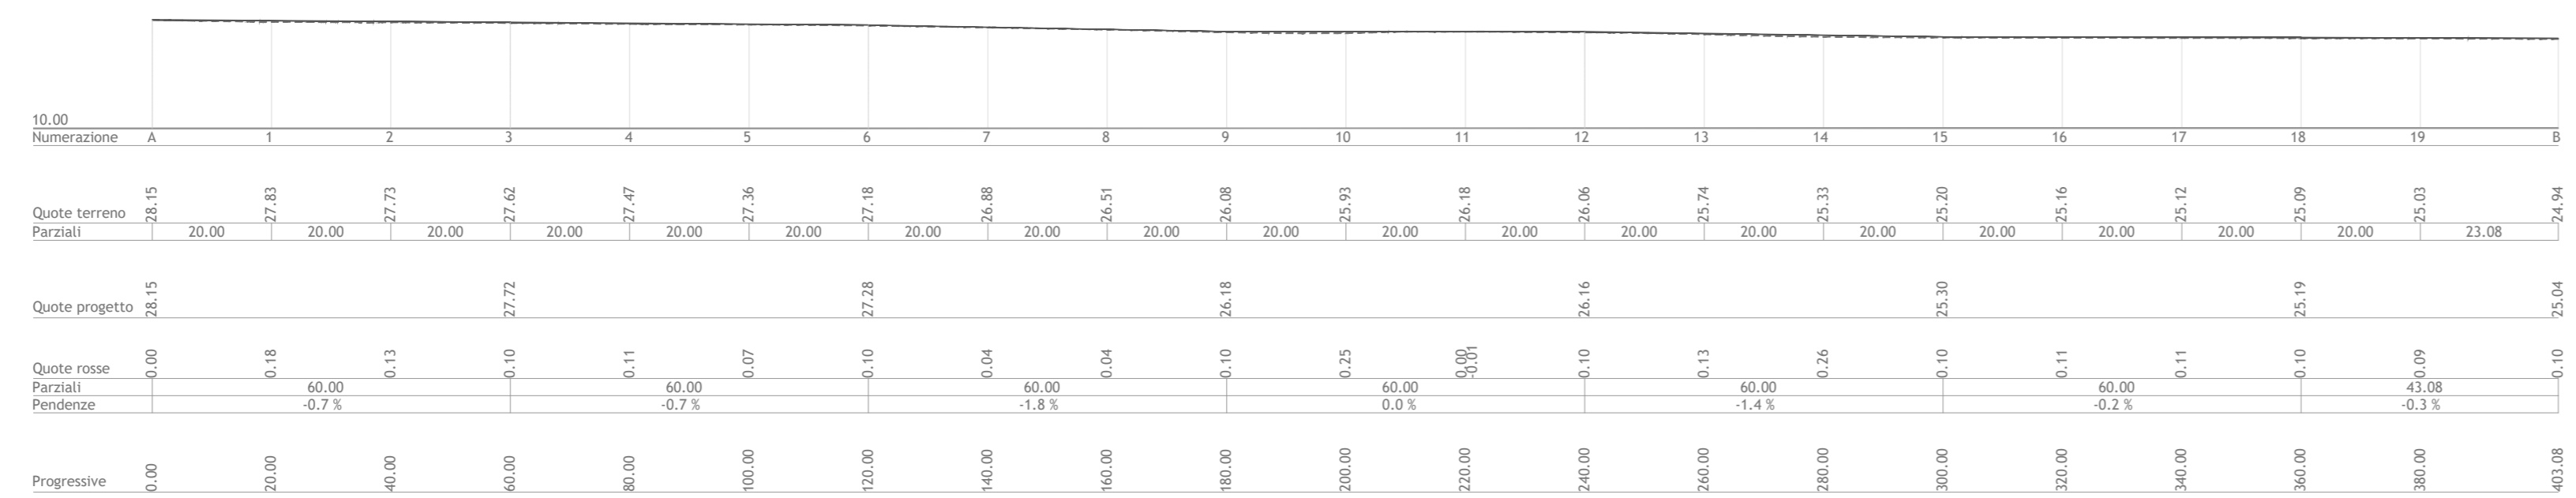 10.00
Numerazione A 1 2 3 4 5 6 7 8 9 10 11 12 13 14 15 16 17 18 19 B
Quote terreno 28.15 27.83 27.73 27.62 27.47 27.36 27.18 26.88 26.51 26.08 25.93 26.18 26.06 25.74 25.33 25.20 25.16 25.12 25.09 25.03 24.94
Parziali 20.00 20.00 20.00 20.00 20.00 20.00 20.00 20.00 20.00 20.00 20.00 20.00 20.00 20.00 20.00 20.00 20.00 20.00 20.00 23.08
Quote progetto 28.15 27.72 27.28 26.18 26.16 25.30 25.19 25.04
Quote rosse 0.00 0.18 0.13 0.10 0.11 0.07 0.10 0.04 0.04 0.10 0.25 0.00 -0.01 0.10 0.13 0.26 0.10 0.11 0.11 0.10 0.09 0.10
Parziali 60.00 60.00 60.00 60.00 60.00 60.00 43.08
Pendenze -0.7 % -0.7 % -1.8 % 0.0 % -1.4 % -0.2 % -0.3 %
Progressive 0.00 20.00 40.00 60.00 80.00 100.00 120.00 140.00 160.00 180.00 200.00 220.00 240.00 260.00 280.00 300.00 320.00 340.00 360.00 380.00 403.08